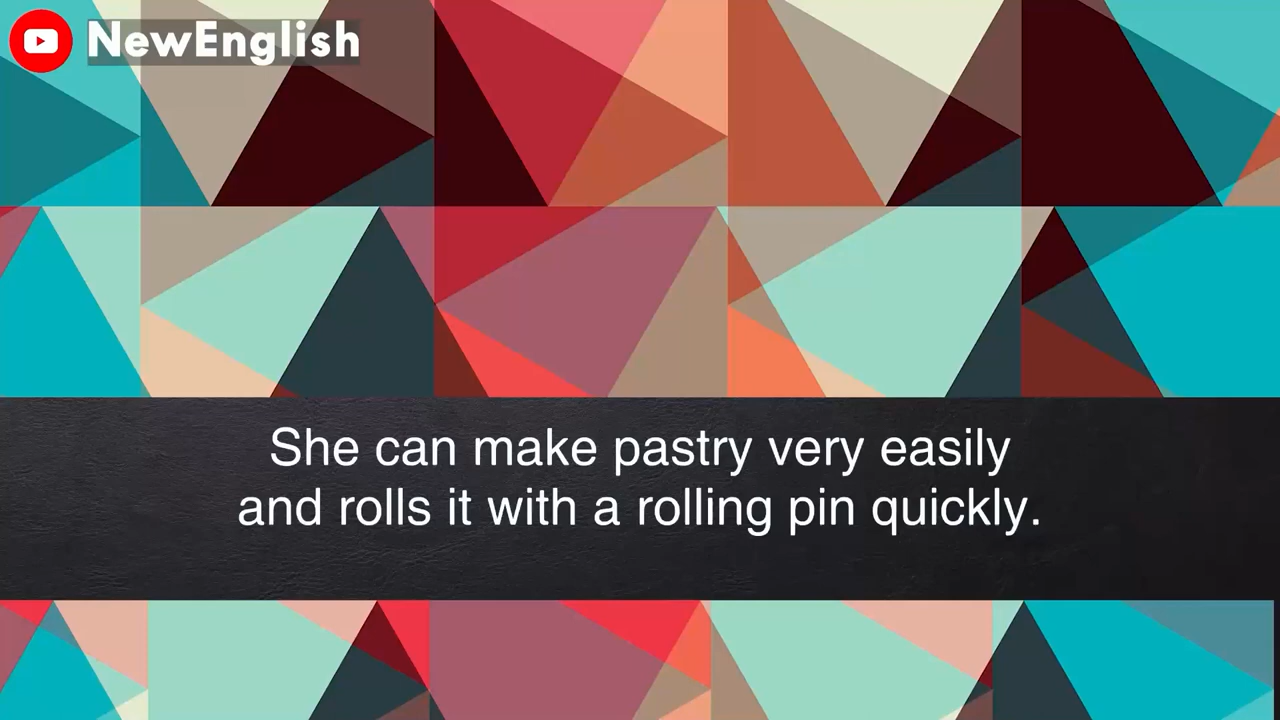 NewEnglish
She can make pastry very easily
and rolls it with a rolling pin quickly.